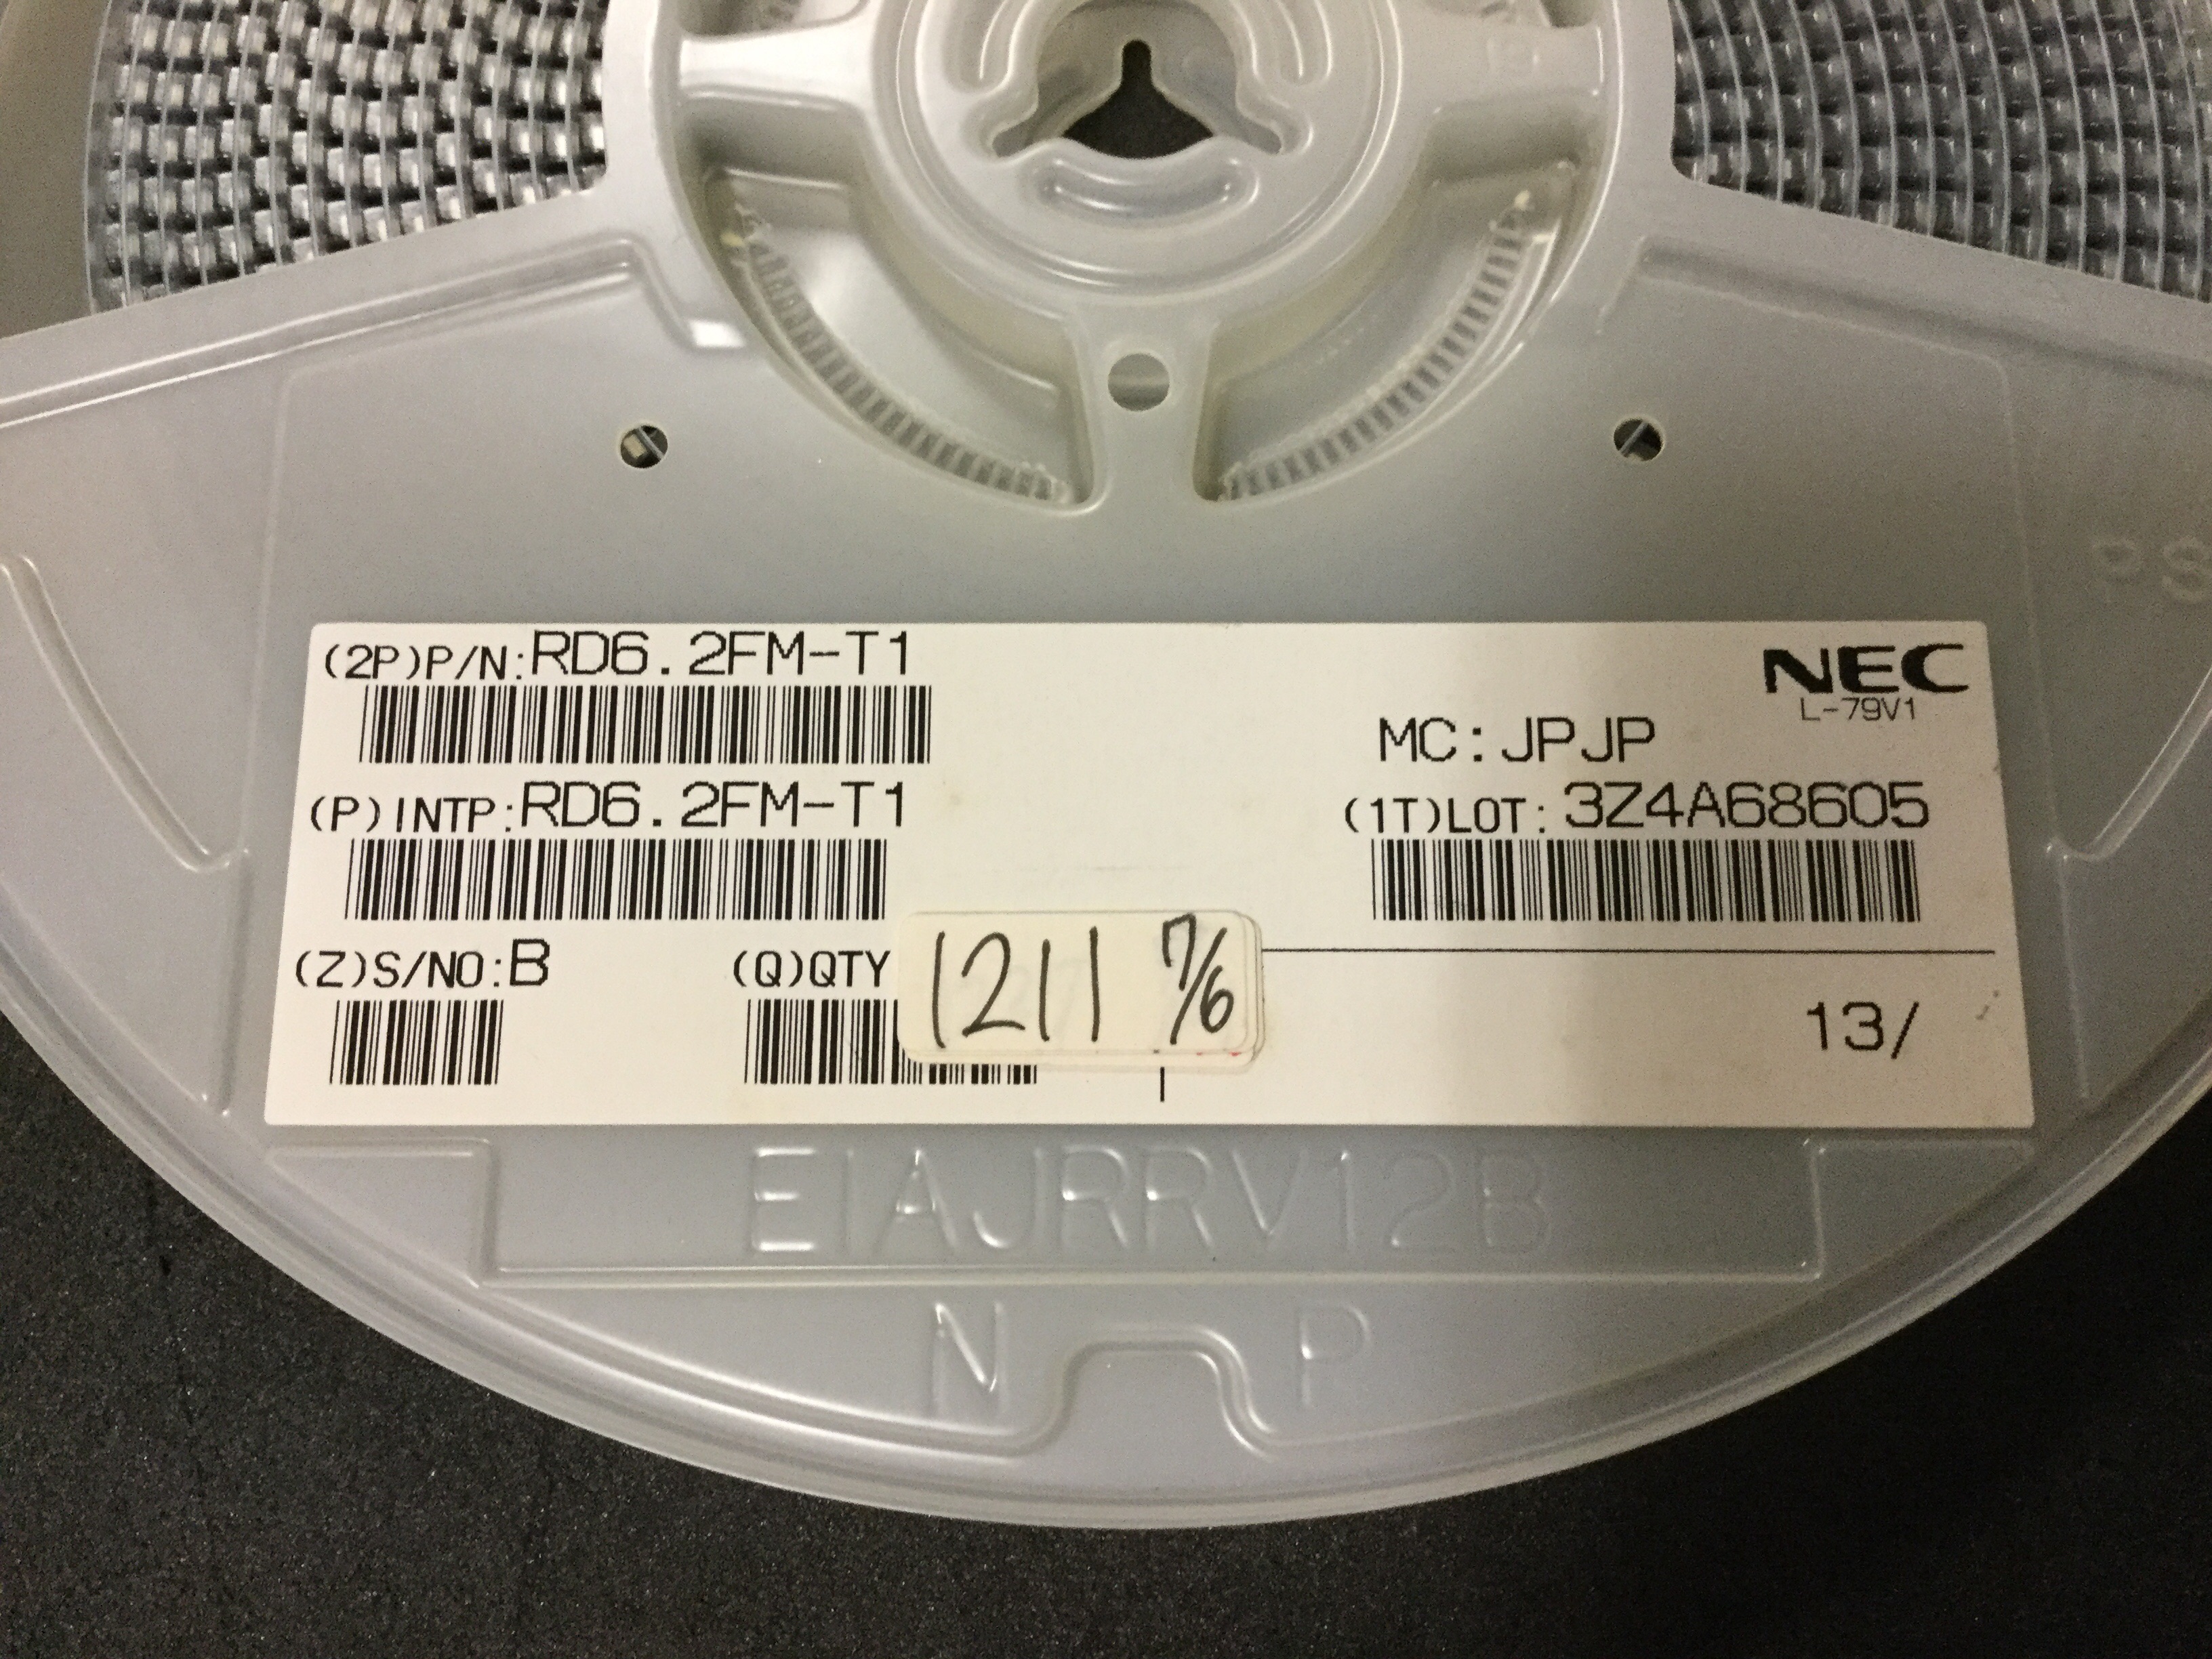 (2P)P/N:RD6.2FM-T1
NEC
L-79V1
MC:JPJP
(P)INTP:RD6.2FM-T1
(1T)LOT: 3Z4A68605
(Z)S/NO:B
(Q)QTY
1211 7/6
13/
PS
EIAJRRV12B
N P